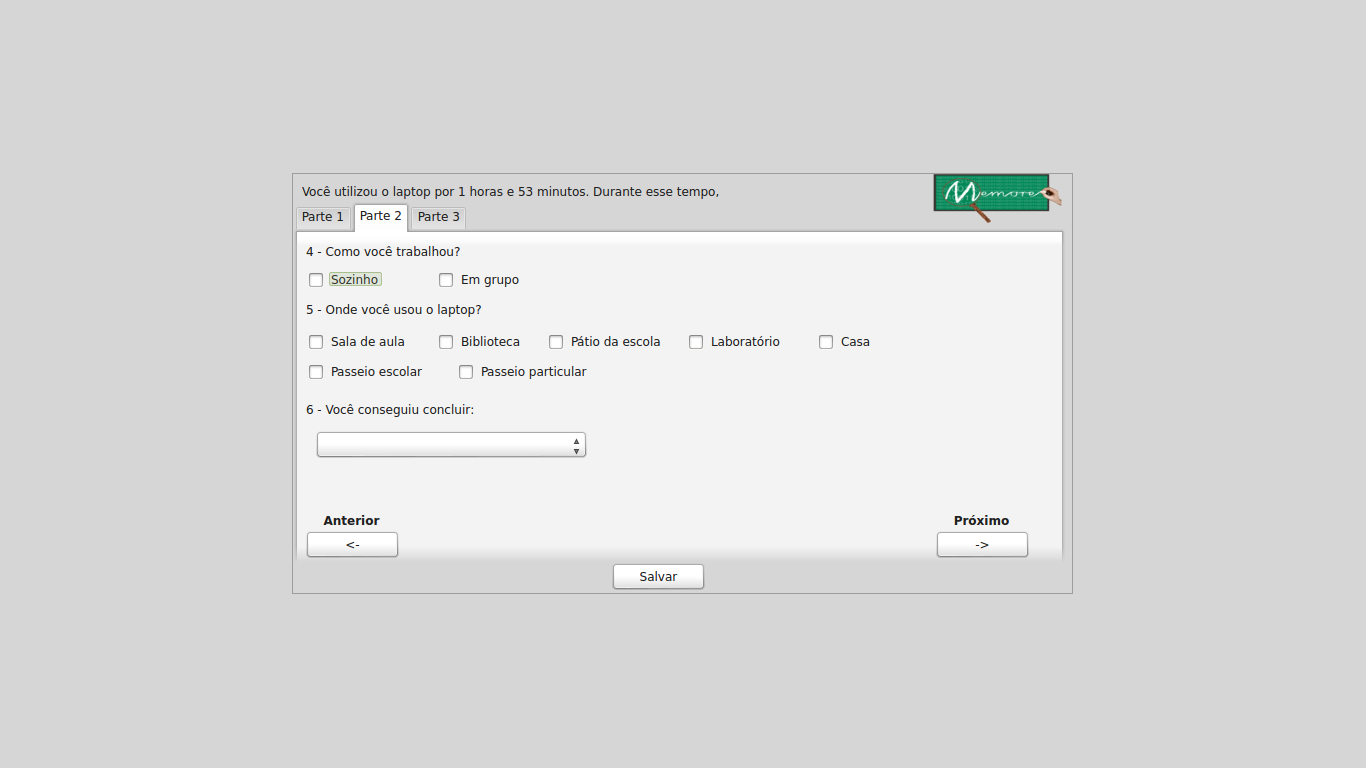 Você utilizou o laptop por 1 horas e 53 minutos. Durante esse tempo,
Memore
Parte 1 Parte 2 Parte 3
4 - Como você trabalhou?
Sozinho Em grupo
5 - Onde você usou o laptop?
Sala de aula Biblioteca Pátio da escola Laboratório Casa
Passeio escolar Passeio particular
6 - Você conseguiu concluir:
Anterior Próximo
<- ->
Salvar